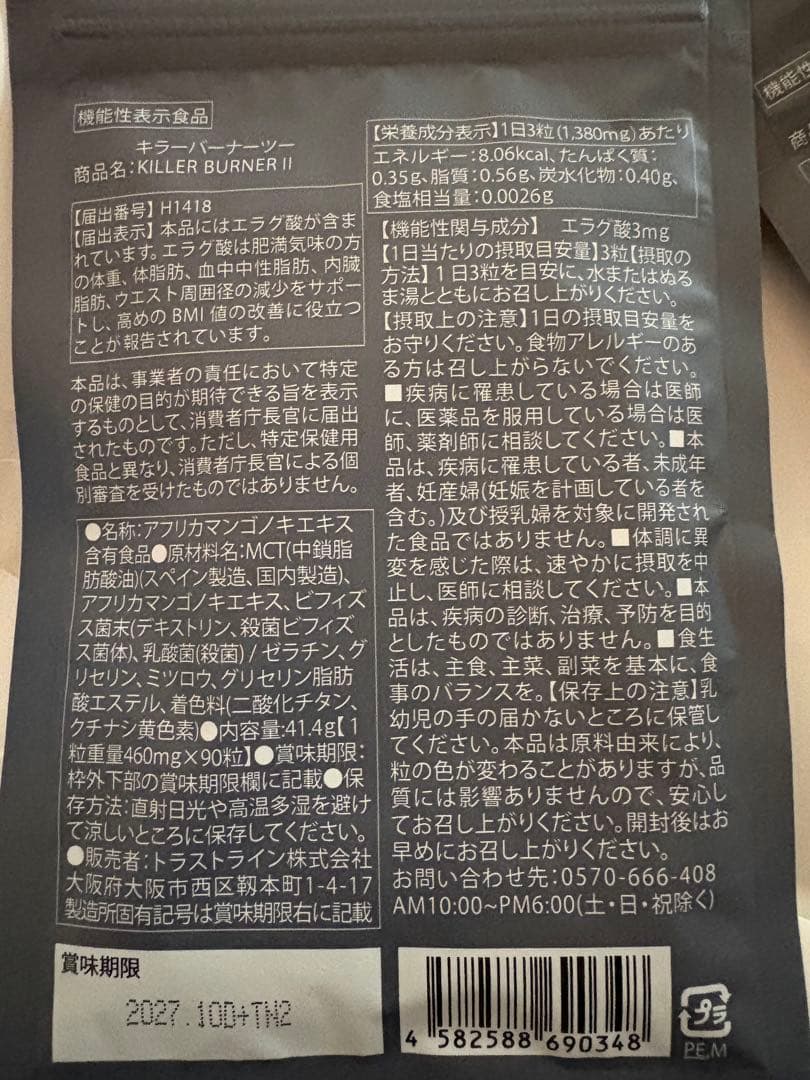 機能性表示食品
キラーバーナーツー
商品名:KILLER BURNER II
【届出番号】H1418
【届出表示】本品にはエラグ酸が含ま
れています。エラグ酸は肥満気味の方
の体重、体脂肪、血中中性脂肪、内臓
脂肪、ウエスト周囲径の減少をサポー
トし、高めのBMI値の改善に役立つ
ことが報告されています。
本品は、事業者の責任において特定
の保健の目的が期待できる旨を表示
するものとして、消費者庁長官に届出
されたものです。ただし、特定保健用
食品と異なり、消費者庁長官による個
別審査を受けたものではありません。
●名称:アフリカマンゴノキエキス
含有食品●原材料名:MCT(中鎖脂
肪酸油)(スペイン製造、国内製造)、
アフリカマンゴノキエキス、ビフィズ
ス菌末(デキストリン、殺菌ビフィズ
ス菌体)、乳酸菌(殺菌) / ゼラチン、グ
リセリン、ミツロウ、グリセリン脂肪
酸エステル、着色料(二酸化チタン、
クチナシ黄色素)●内容量:41.4g【1
粒重量460mg×90粒】●賞味期限:
枠外下部の賞味期限欄に記載●保
存方法:直射日光や高温多湿を避け
て涼しいところに保存してください。
●販売者:トラストライン株式会社
大阪府大阪市西区靱本町1-4-17
製造所固有記号は賞味期限右に記載
【栄養成分表示】1日3粒(1,380mg)あたり
エネルギー:8.06kcal、たんぱく質:
0.35g、脂質:0.56g、炭水化物:0.40g、
食塩相当量:0.0026g
【機能性関与成分】 エラグ酸3mg
【1日当たりの摂取目安量】3粒【摂取の
方法】1日3粒を目安に、水またはぬる
ま湯とともにお召し上がりください。
【摂取上の注意】1日の摂取目安量を
お守りください。食物アレルギーのあ
る方は召し上がらないでください。
■疾病に罹患している場合は医師
に、医薬品を服用している場合は医
師、薬剤師に相談してください。■本
品は、疾病に罹患している者、未成年
者、妊産婦(妊娠を計画している者を
含む。)及び授乳婦を対象に開発され
た食品ではありません。■体調に異
変を感じた際は、速やかに摂取を中
止し、医師に相談してください。■本
品は、疾病の診断、治療、予防を目的
としたものではありません。■食生
活は、主食、主菜、副菜を基本に、食
事のバランスを。【保存上の注意】乳
幼児の手の届かないところに保管し
てください。本品は原料由来により、
粒の色が変わることがありますが、品
質には影響ありませんので、安心し
てお召し上がりください。開封後はお
早めにお召し上がりください。
お問い合わせ先:0570-666-408
AM10:00~PM6:00(土・日・祝除く)
賞味期限
2027.10D+TN2
4 582588 690348
プラ
PE,M
機能性
商